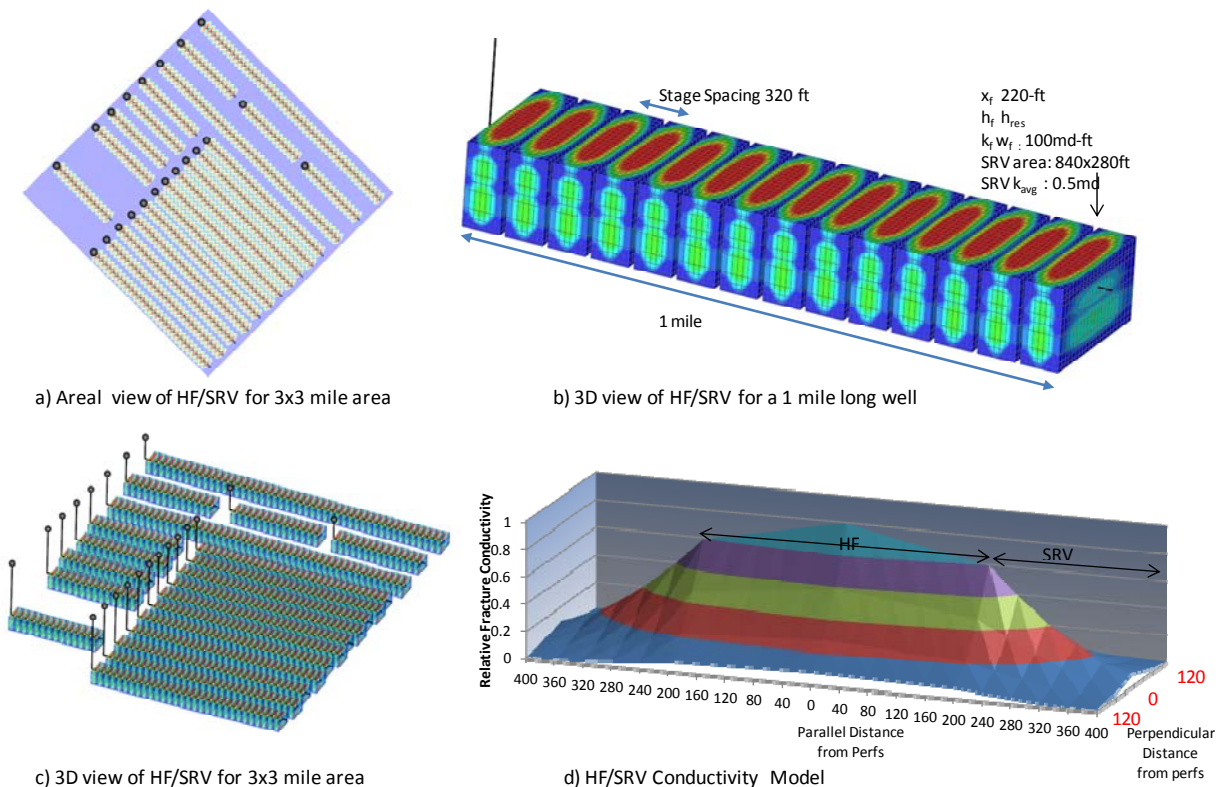 Stage Spacing 320 ft
x_f 220-ft
h_f h_res
k_f w_f : 100md-ft
SRV area: 840x280ft
SRV k_avg : 0.5md
1 mile
a) Areal view of HF/SRV for 3x3 mile area
b) 3D view of HF/SRV for a 1 mile long well
Relative Fracture Conductivity
1
0.8
0.6
0.4
0.2
0
HF
SRV
400 360 320 280 240 200 160 120 80 40 0 40 80 120 160 200 240 280 320 360 400
120
0
120
Parallel Distance
from Perfs
Perpendicular
Distance
from perfs
c) 3D view of HF/SRV for 3x3 mile area
d) HF/SRV Conductivity Model